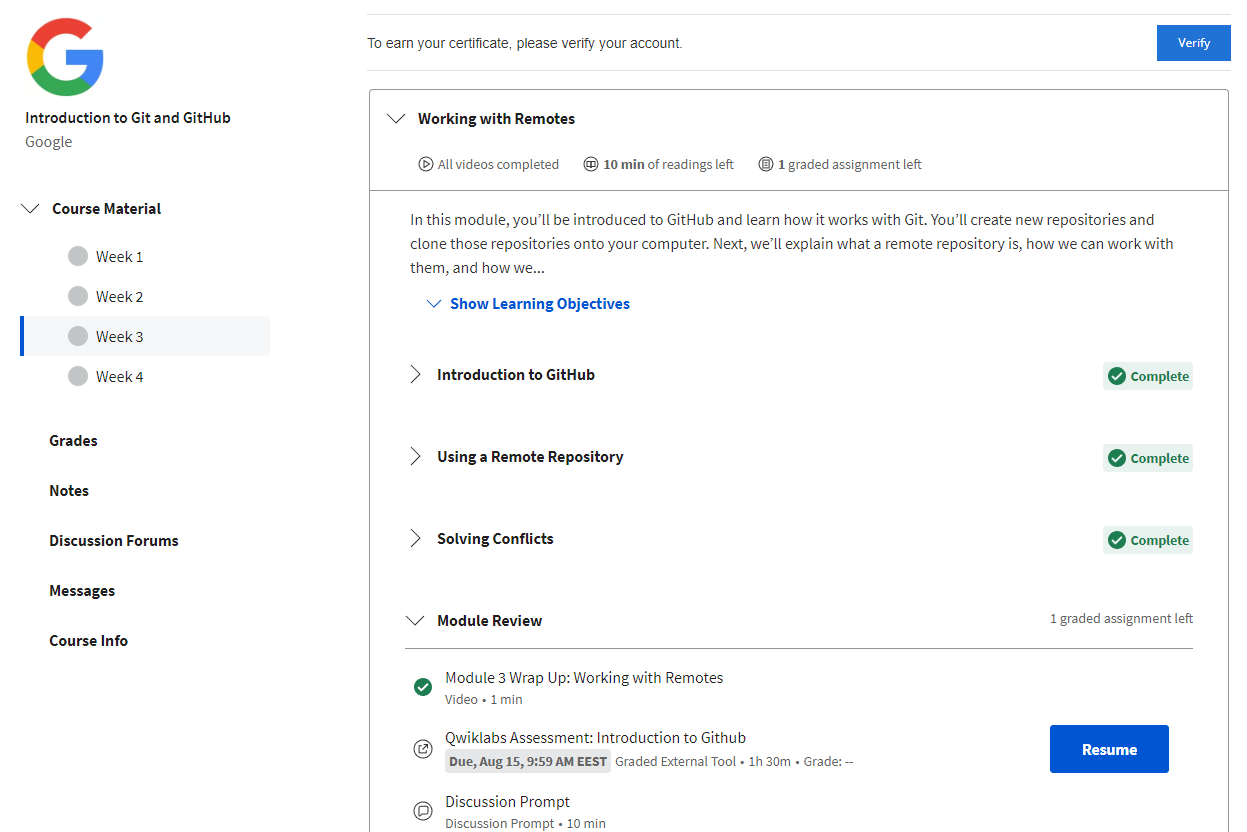 Introduction to Git and GitHub
Google
Course Material
Week 1
Week 2
Week 3
Week 4
Grades
Notes
Discussion Forums
Messages
Course Info
To earn your certificate, please verify your account.
Verify
Working with Remotes
All videos completed 10 min of readings left 1 graded assignment left
In this module, you’ll be introduced to GitHub and learn how it works with Git. You’ll create new repositories and
clone those repositories onto your computer. Next, we’ll explain what a remote repository is, how we can work with
them, and how we...
Show Learning Objectives
Introduction to GitHub Complete
Using a Remote Repository Complete
Solving Conflicts Complete
Module Review 1 graded assignment left
Module 3 Wrap Up: Working with Remotes
Video • 1 min
Qwiklabs Assessment: Introduction to Github
Due, Aug 15, 9:59 AM EEST Graded External Tool • 1h 30m • Grade: --
Resume
Discussion Prompt
Discussion Prompt • 10 min